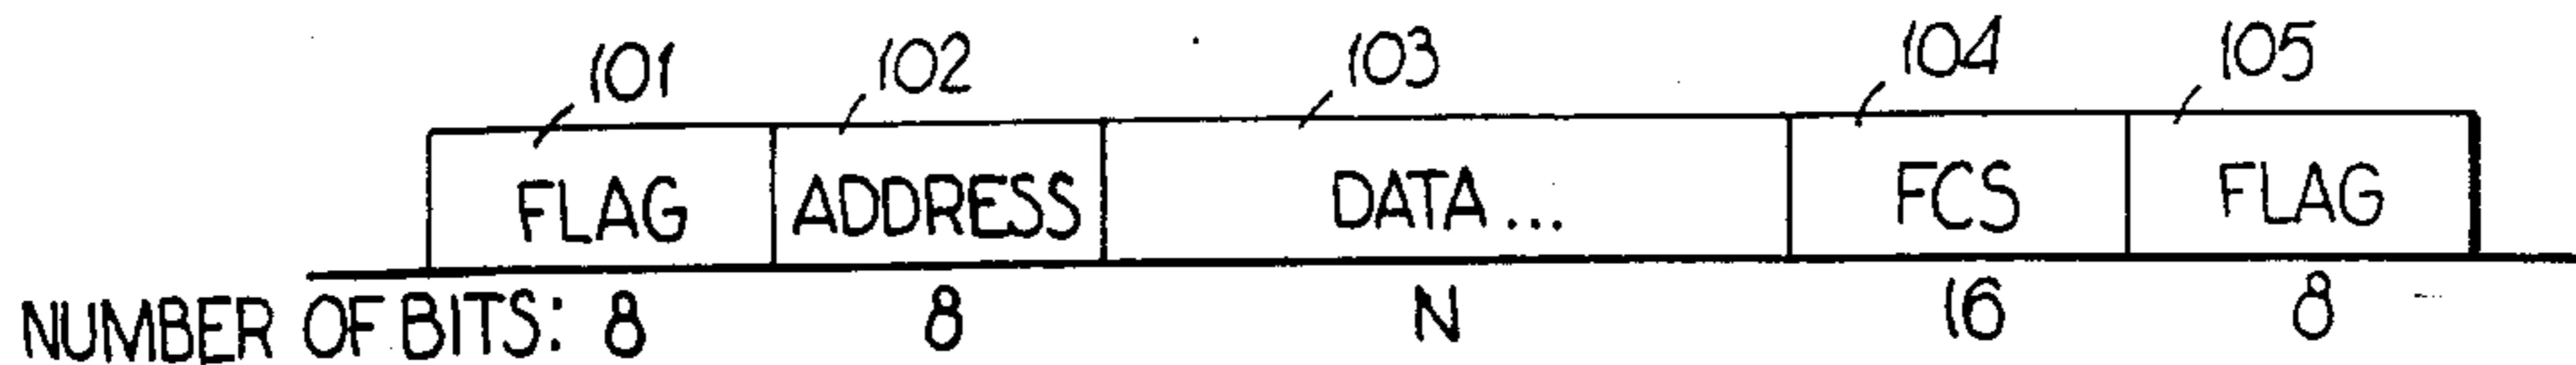 101 102 103 104 105
FLAG ADDRESS DATA... FCS FLAG
NUMBER OF BITS: 8 8 N 16 8